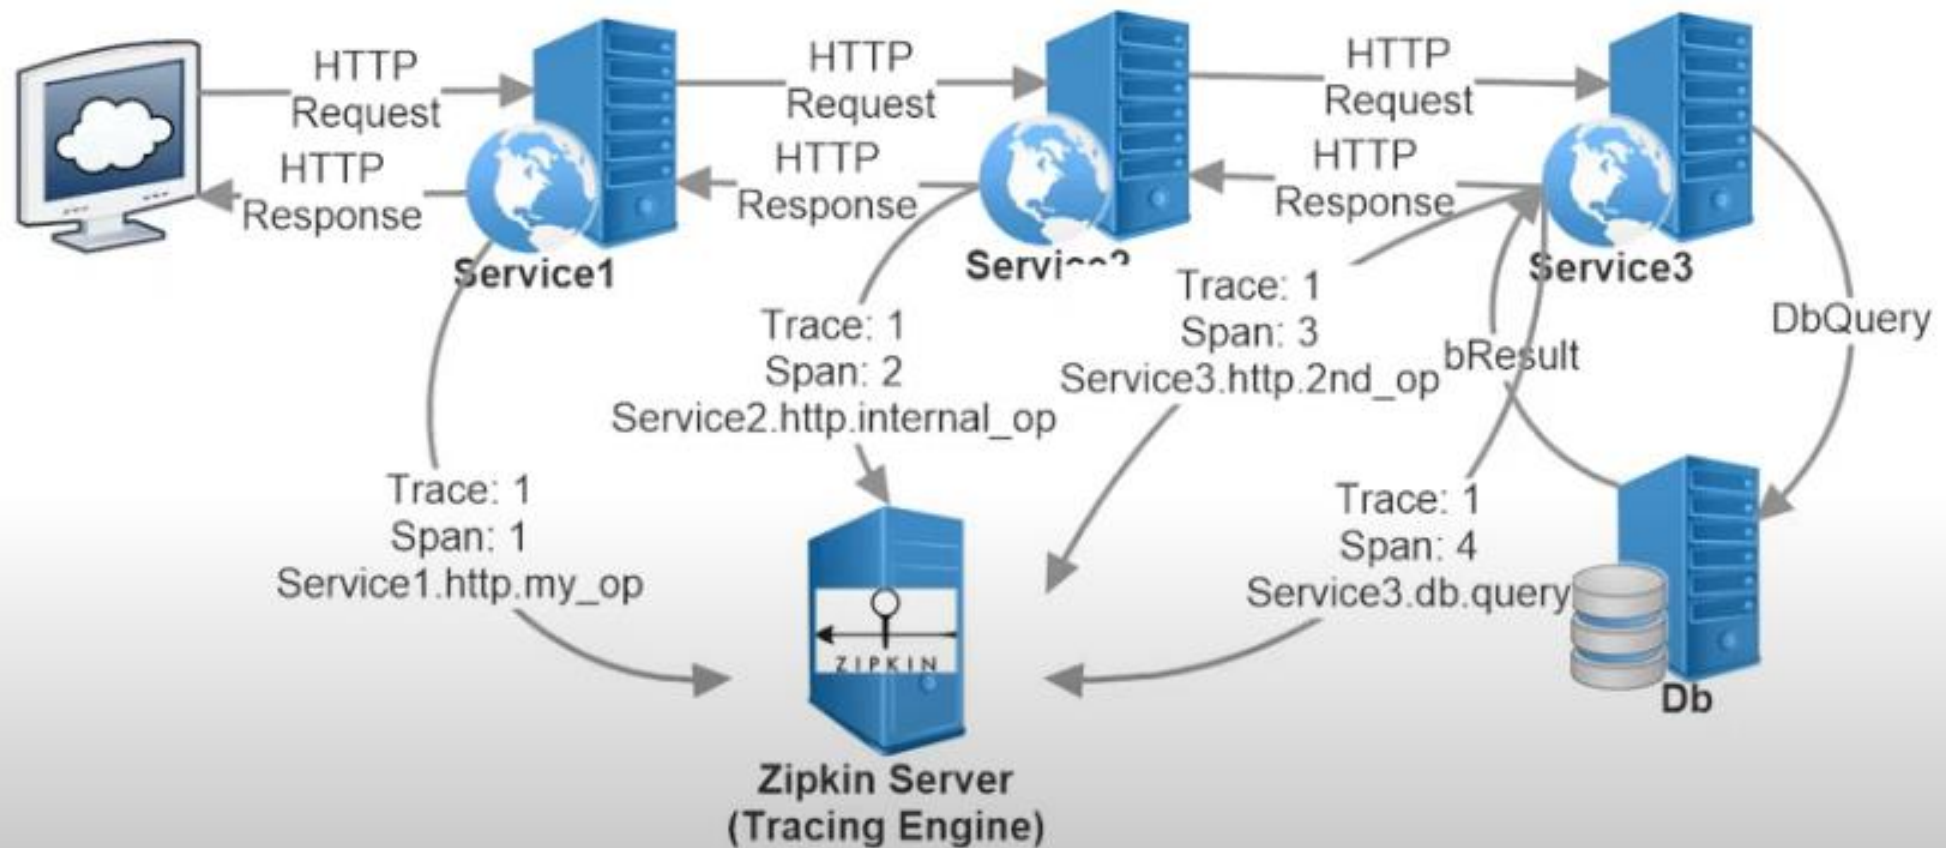 HTTP
Request
HTTP
Response
HTTP
Request
HTTP
Response
HTTP
Request
HTTP
Response
Service1
Service3
DbQuery
bResult
Trace: 1
Span: 1
Service1.http.my_op
Trace: 1
Span: 2
Service2.http.internal_op
Trace: 1
Span: 3
Service3.http.2nd_op
Trace: 1
Span: 4
Service3.db.query
ZIPKIN
Db
Zipkin Server
(Tracing Engine)